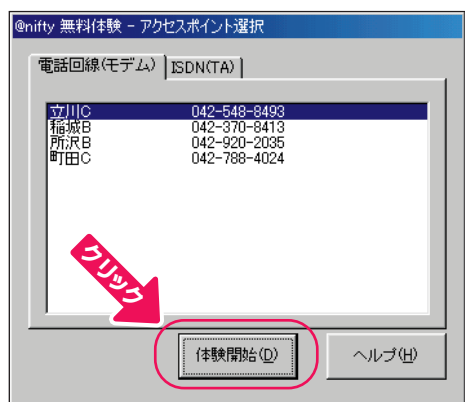 @nifty 無料体験 - アクセスポイント選択
電話回線(モデム) ISDN(TA)
立川C 042-548-8493
稲城B 042-370-8413
所沢B 042-920-2035
町田C 042-788-4024
クリック
体験開始(D) ヘルプ(H)